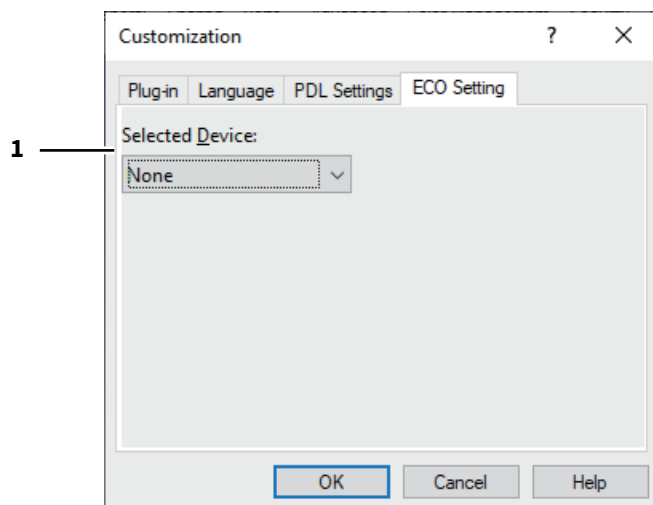 Customization ?
Plug-in Language PDL Settings ECO Setting
Selected Device:
1
None
OK Cancel Help